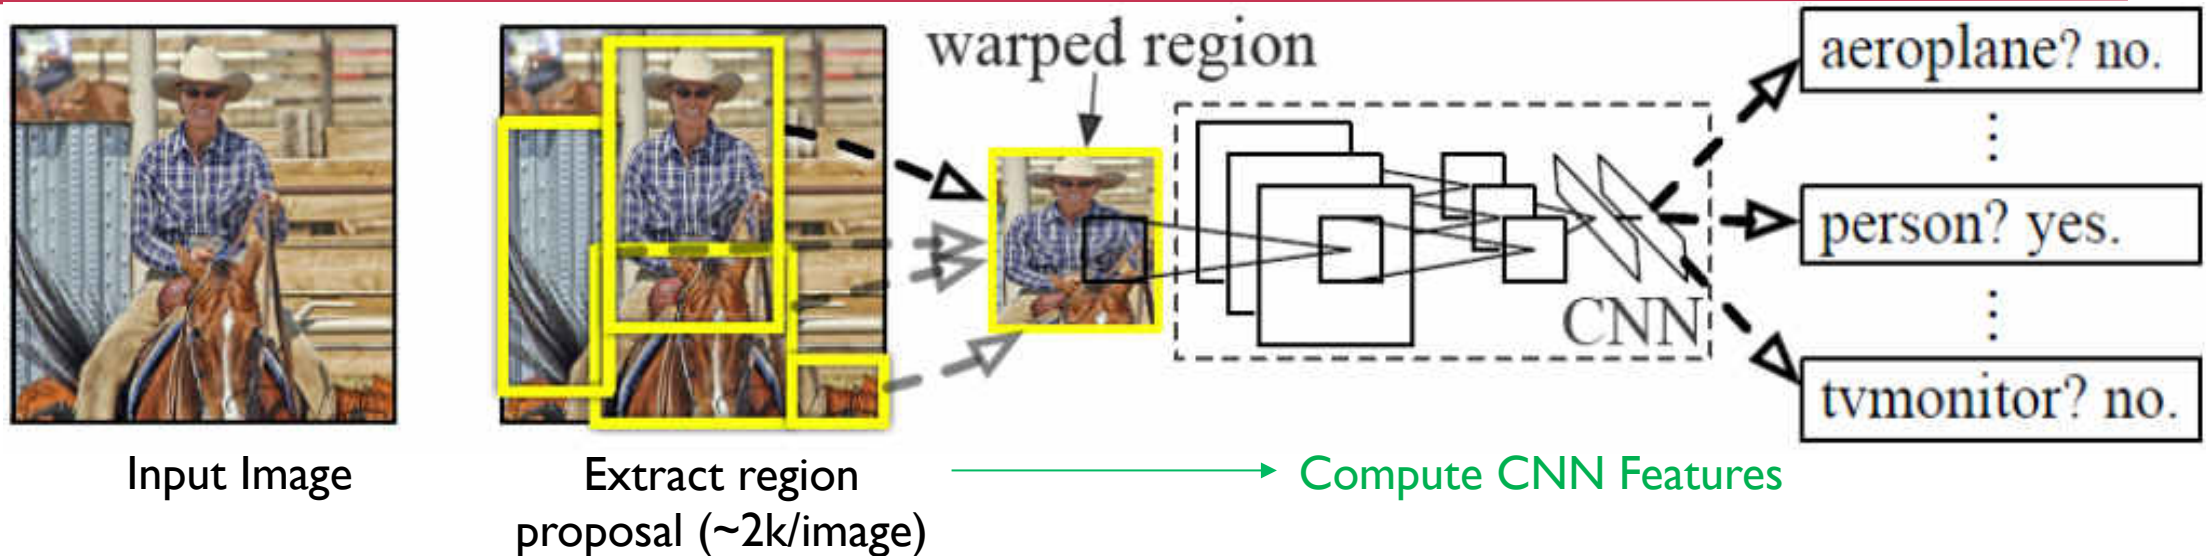 warped region
aeroplane? no.
person? yes.
CNN
tvmonitor? no.
Input Image
Extract region
proposal (~2k/image)
Compute CNN Features